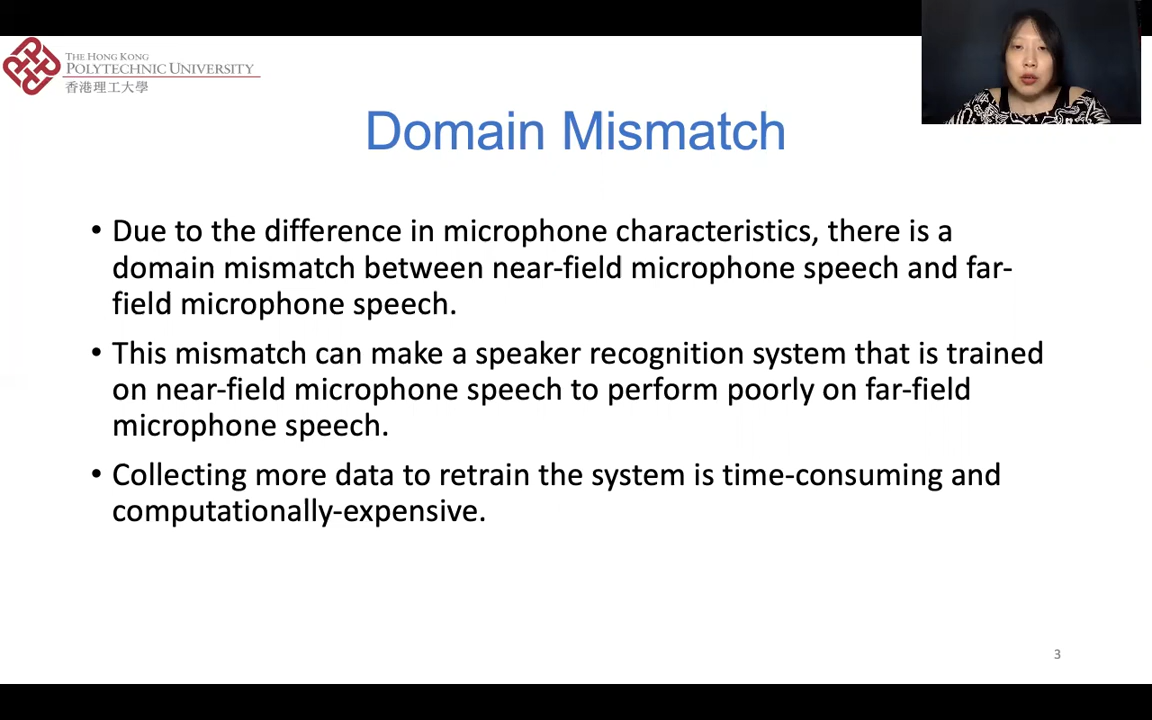 THE HONG KONG
POLYTECHNIC UNIVERSITY
香港理工大學
Domain Mismatch
• Due to the difference in microphone characteristics, there is a
domain mismatch between near-field microphone speech and far-
field microphone speech.
• This mismatch can make a speaker recognition system that is trained
on near-field microphone speech to perform poorly on far-field
microphone speech.
• Collecting more data to retrain the system is time-consuming and
computationally-expensive.
3